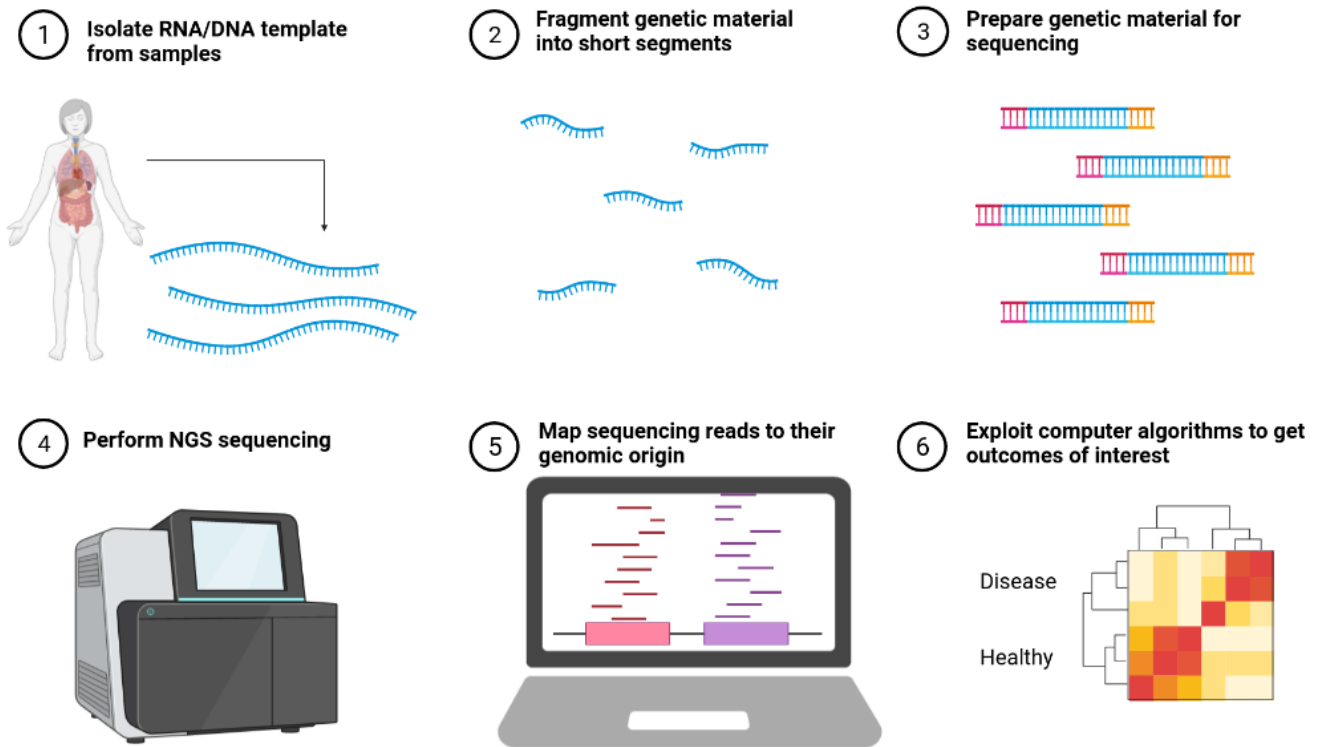 1
Isolate RNA/DNA template
from samples
2
Fragment genetic material
into short segments
3
Prepare genetic material for
sequencing
4
Perform NGS sequencing
5
Map sequencing reads to their
genomic origin
6
Exploit computer algorithms to get
outcomes of interest
Disease
Healthy